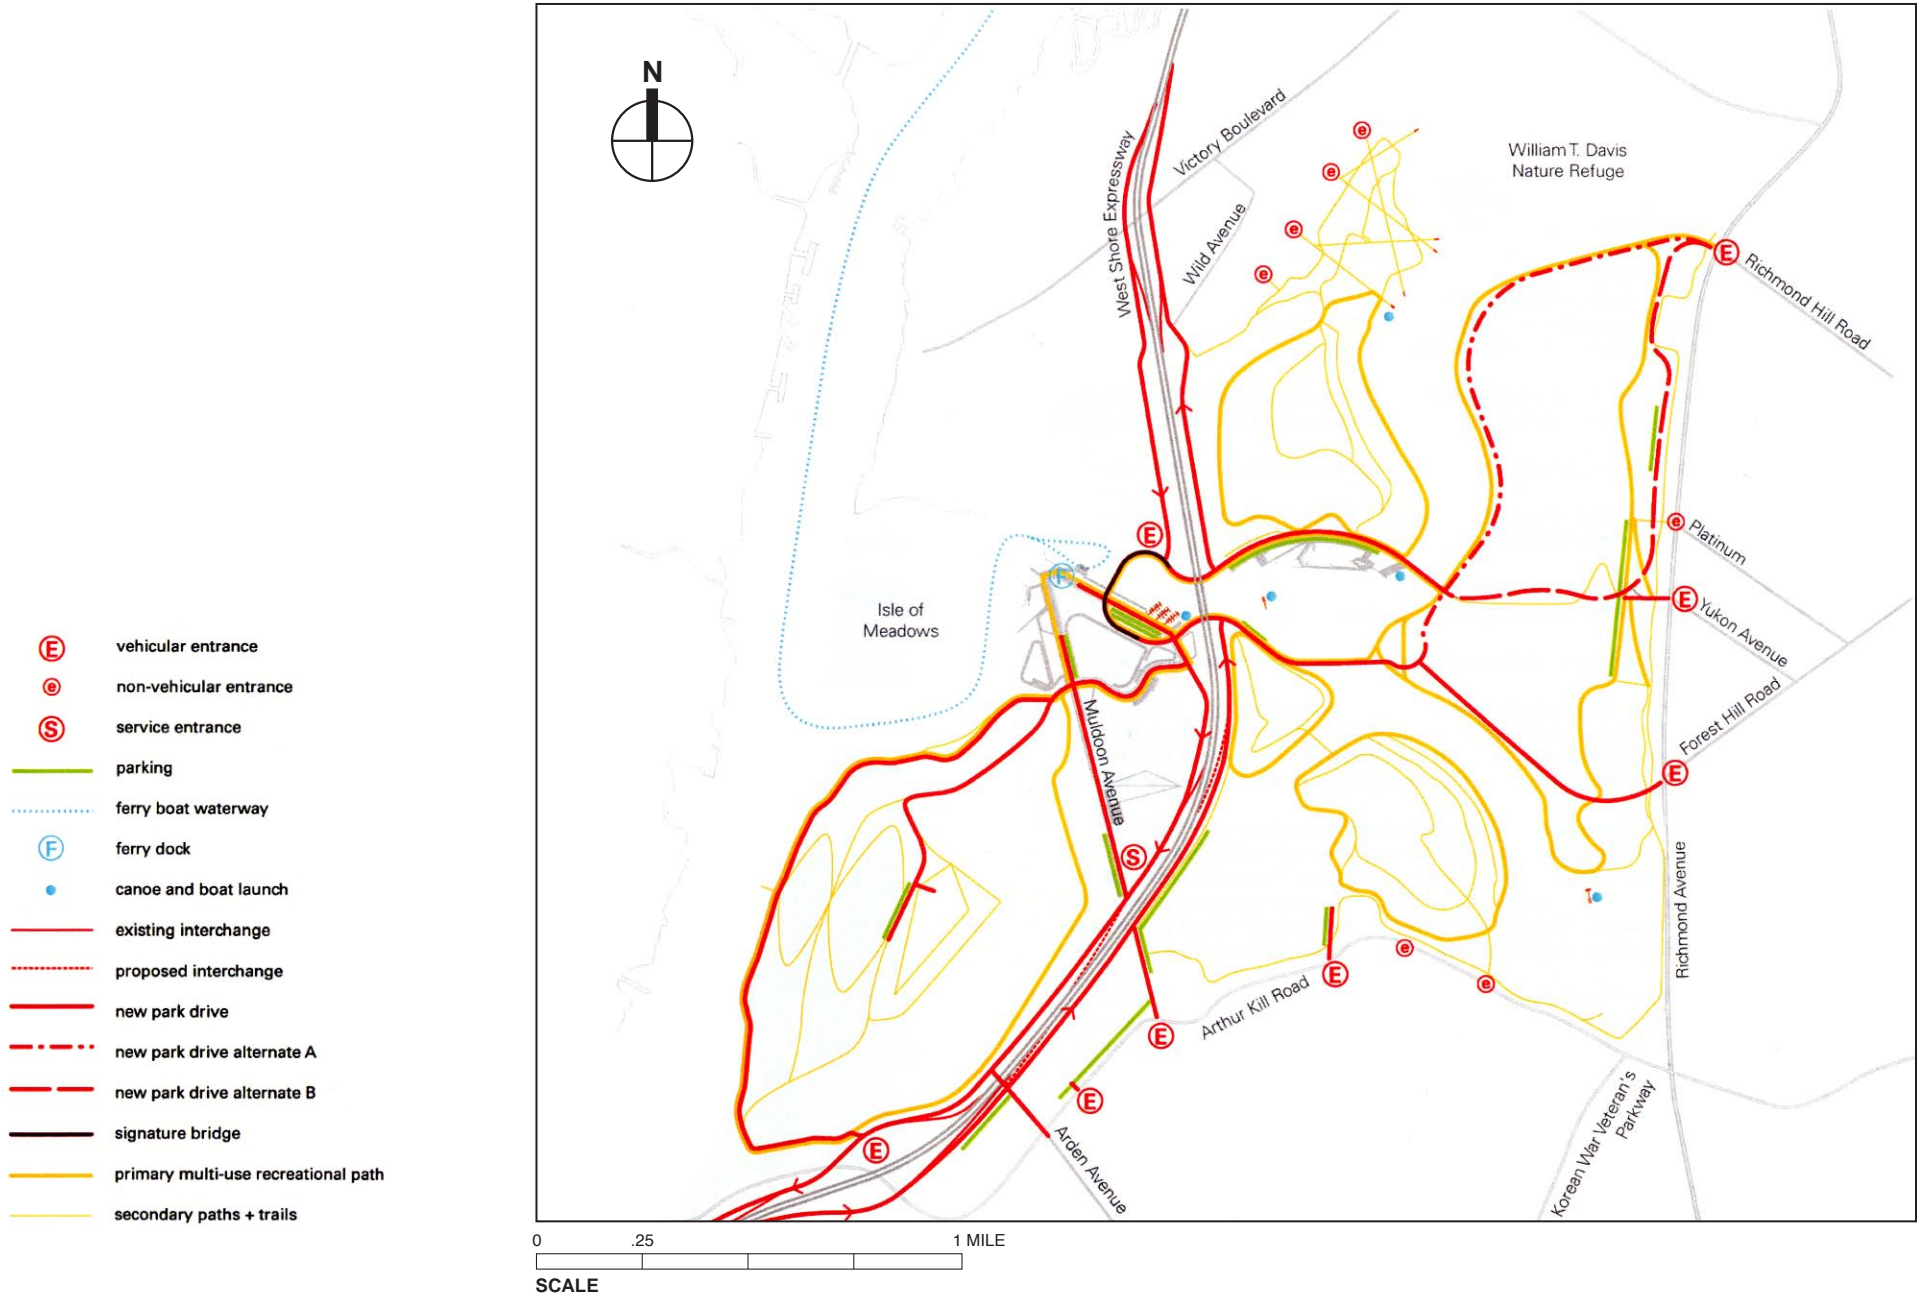 N
West Shore Expressway
Victory Boulevard
Wild Avenue
William T. Davis
Nature Refuge
e
e
e
e
E
Richmond Hill Road
E
e
Platinum
F
Isle of
Meadows
E
Yukon Avenue
Forest Hill Road
E
Muldoon Avenue
S
Richmond Avenue
e
E
e
Arthur Kill Road
E
E
E
Arden Avenue
Korean War Veteran's
Parkway
E vehicular entrance
e non-vehicular entrance
S service entrance
parking
ferry boat waterway
F ferry dock
canoe and boat launch
existing interchange
proposed interchange
new park drive
new park drive alternate A
new park drive alternate B
signature bridge
primary multi-use recreational path
secondary paths + trails
0 .25 1 MILE
SCALE